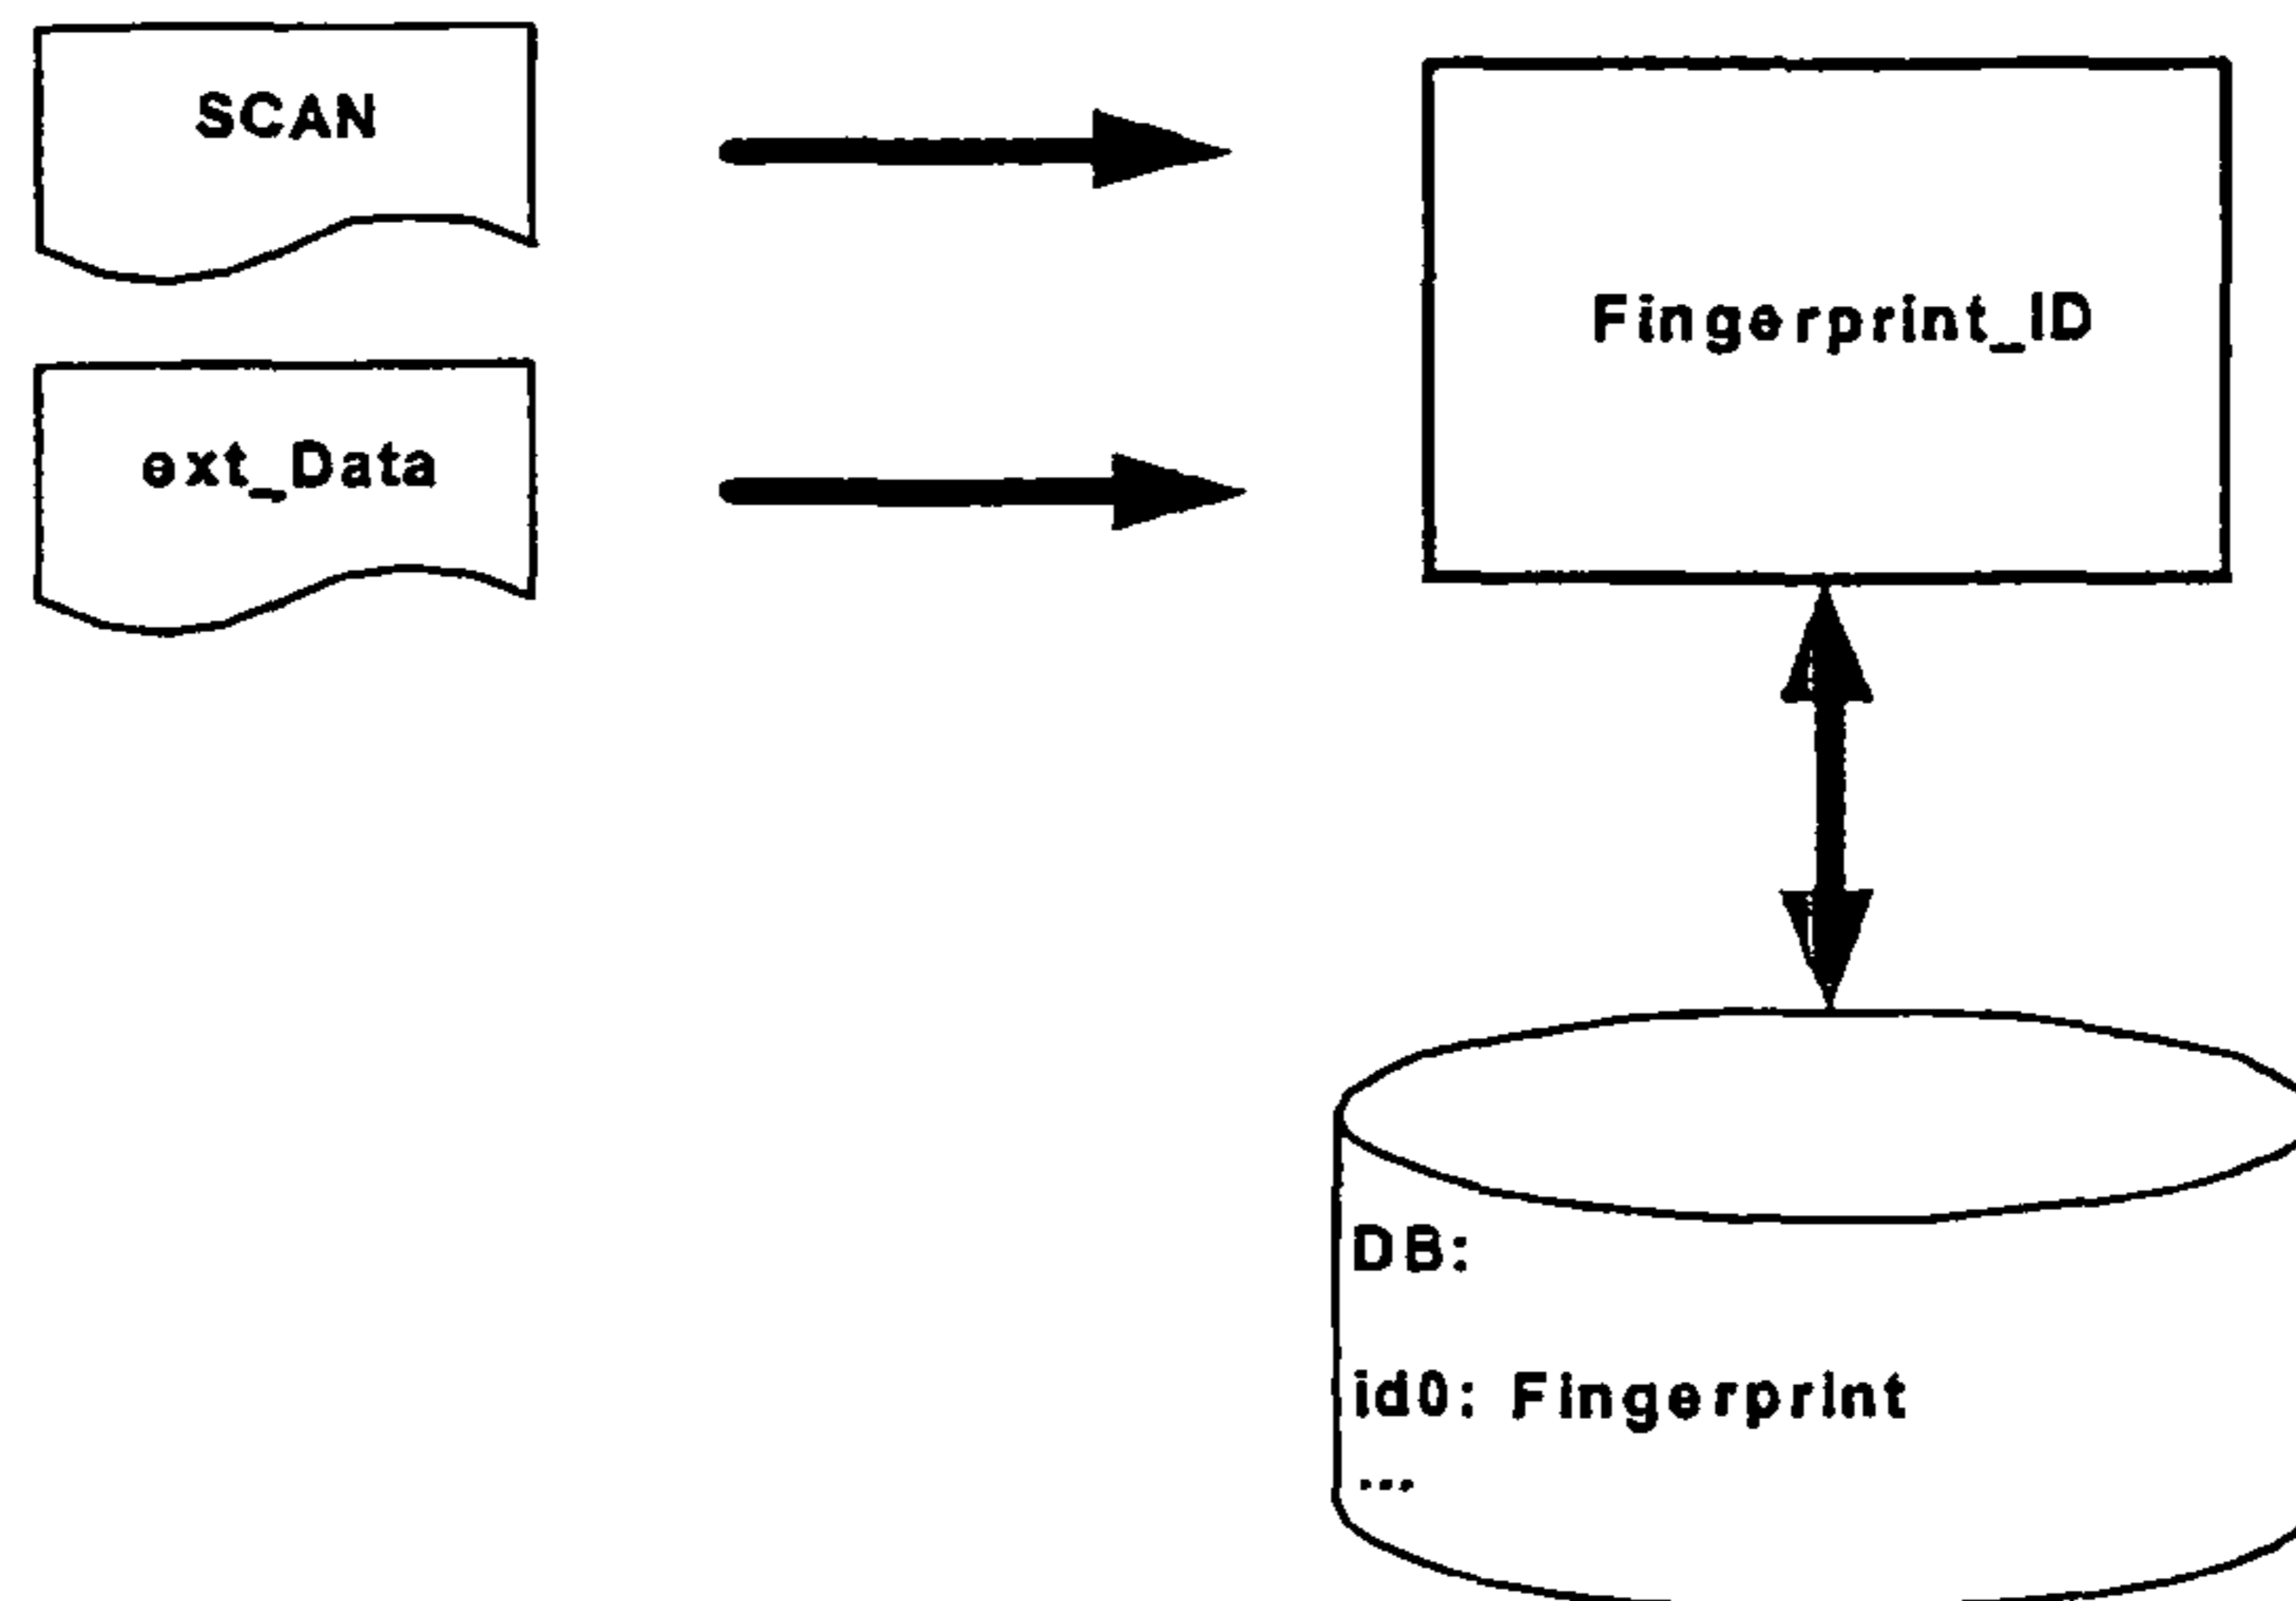 SCAN
Fingerprint_ID
ext_Data
DB:
id0: Fingerprint
...